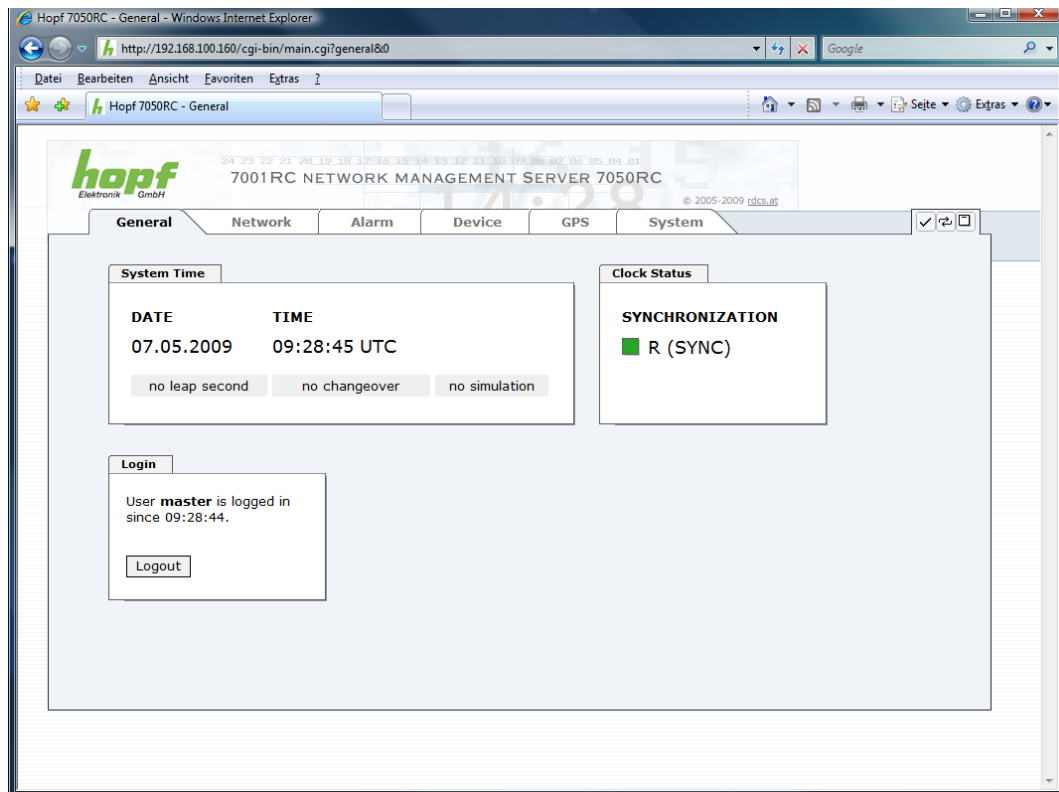 Hopf 7050RC - General - Windows Internet Explorer
http://192.168.100.160/cgi-bin/main.cgi?general&0
Google
Datei Bearbeiten Ansicht Favoriten Extras ?
Hopf 7050RC - General
Seite Extras
24 23 22 21 20 19 18 17 16 15 14 13 12 11 10 09 08 07 06 05 04 01
hopf
Elektronik GmbH
7001RC NETWORK MANAGEMENT SERVER 7050RC
14:28
© 2005-2009 rdcs.at
General Network Alarm Device GPS System
System Time
DATE TIME
07.05.2009 09:28:45 UTC
no leap second no changeover no simulation
Clock Status
SYNCHRONIZATION
R (SYNC)
Login
User master is logged in
since 09:28:44.
Logout